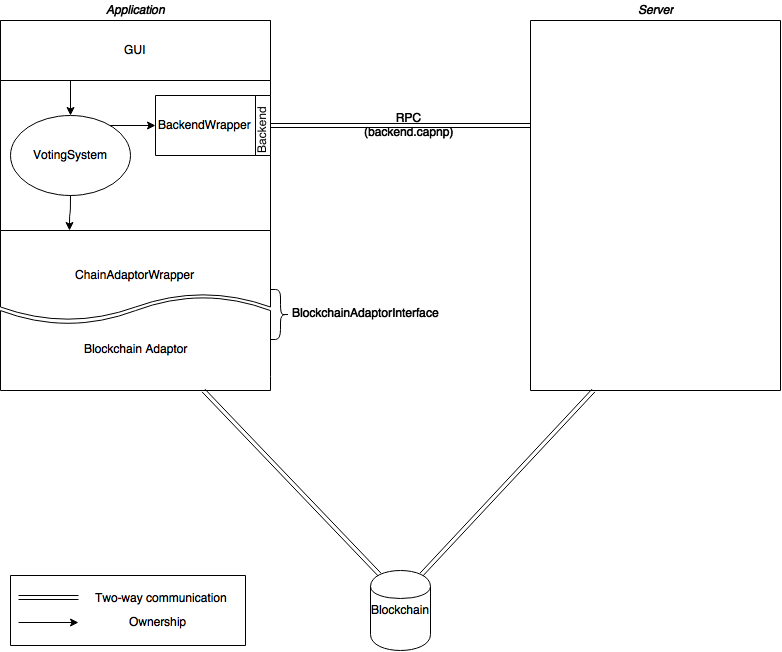 Application
Server
GUI
RPC
(backend.capnp)
BackendWrapper
Backend
VotingSystem
ChainAdaptorWrapper
BlockchainAdaptorInterface
Blockchain Adaptor
Two-way communication
Ownership
Blockchain